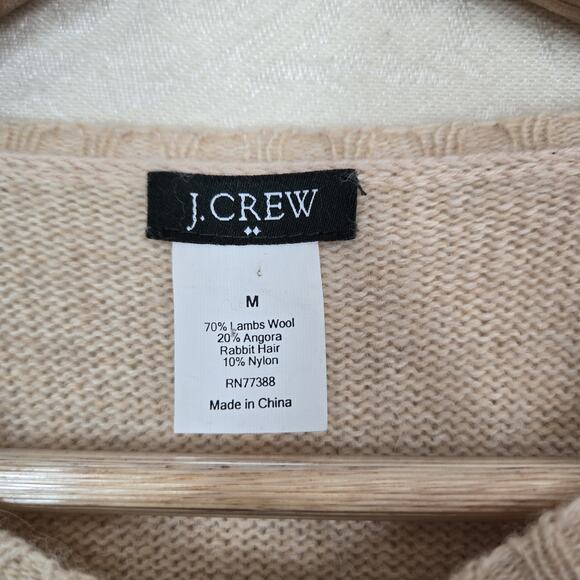 J.CREW
M
70% Lambs Wool
20% Angora
Rabbit Hair
10% Nylon
RN77388
Made in China